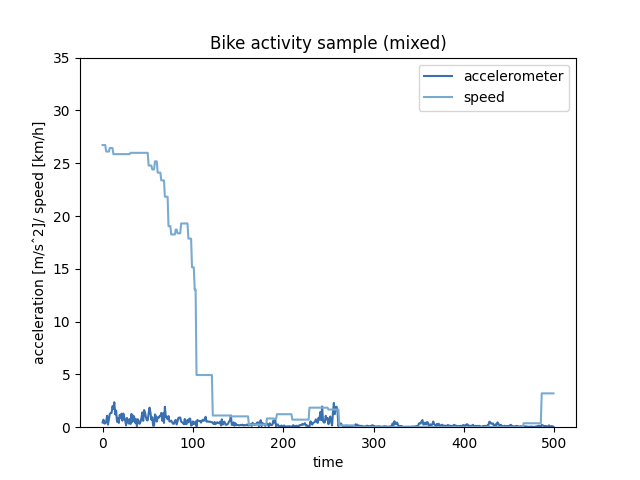 Bike activity sample (mixed)
accelerometer
speed
acceleration [m/sˆ2]/ speed [km/h]
35
30
25
20
15
10
5
0
0 100 200 300 400 500
time